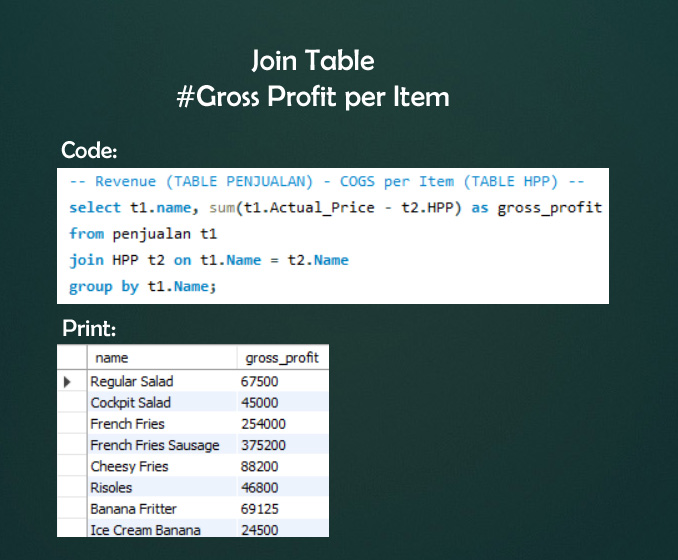 Join Table
#Gross Profit per Item
Code:
-- Revenue (TABLE PENJUALAN) - COGS per Item (TABLE HPP) --
select t1.name, sum(t1.Actual_Price - t2.HPP) as gross_profit
from penjualan t1
join HPP t2 on t1.Name = t2.Name
group by t1.Name;
Print:
name gross_profit
Regular Salad 67500
Cockpit Salad 45000
French Fries 254000
French Fries Sausage 375200
Cheesy Fries 88200
Risoles 46800
Banana Fritter 69125
Ice Cream Banana 24500